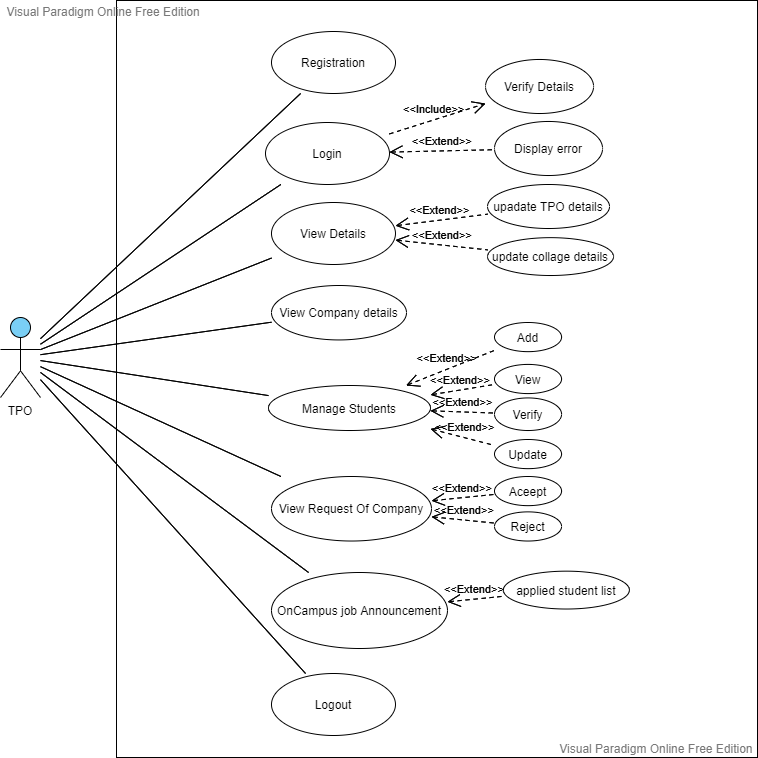 Visual Paradigm Online Free Edition
Registration
Verify Details
<<Include>>
Login
<<Extend>>
Display error
upadate TPO details
<<Extend>>
View Details
<<Extend>>
update collage details
View Company details
Add
<<Extend>>
View
<<Extend>>
Manage Students
<<Extend>>
Verify
<<Extend>>
Update
TPO
<<Extend>>
Aceept
View Request Of Company
<<Extend>>
Reject
<<Extend>>
applied student list
OnCampus job Announcement
Logout
Visual Paradigm Online Free Edition